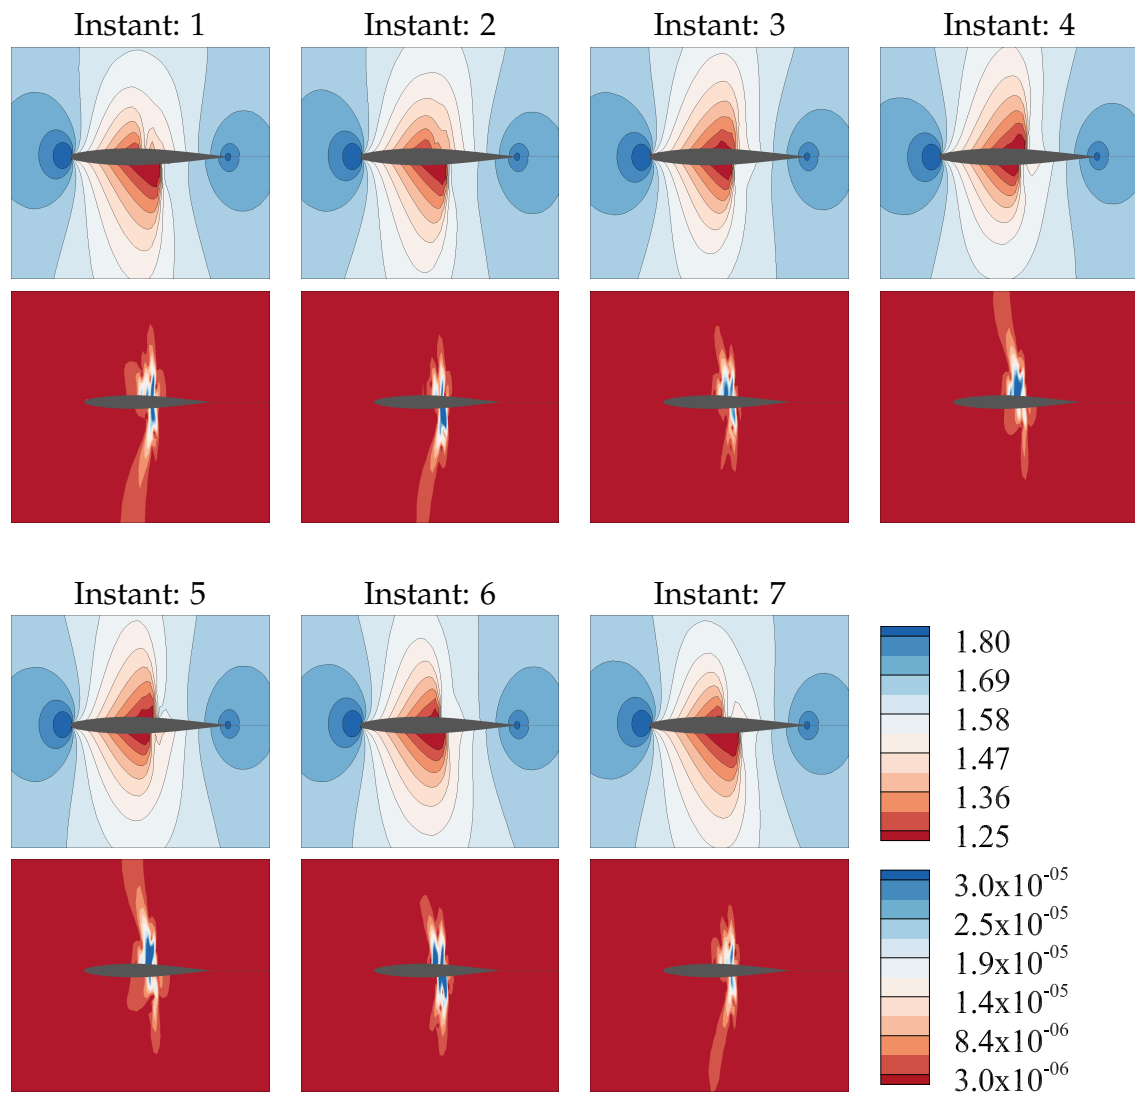 Instant: 1
Instant: 2
Instant: 3
Instant: 4
Instant: 5
Instant: 6
Instant: 7
1.80
1.69
1.58
1.47
1.36
1.25
3.0x10⁻⁰⁵
2.5x10⁻⁰⁵
1.9x10⁻⁰⁵
1.4x10⁻⁰⁵
8.4x10⁻⁰⁶
3.0x10⁻⁰⁶